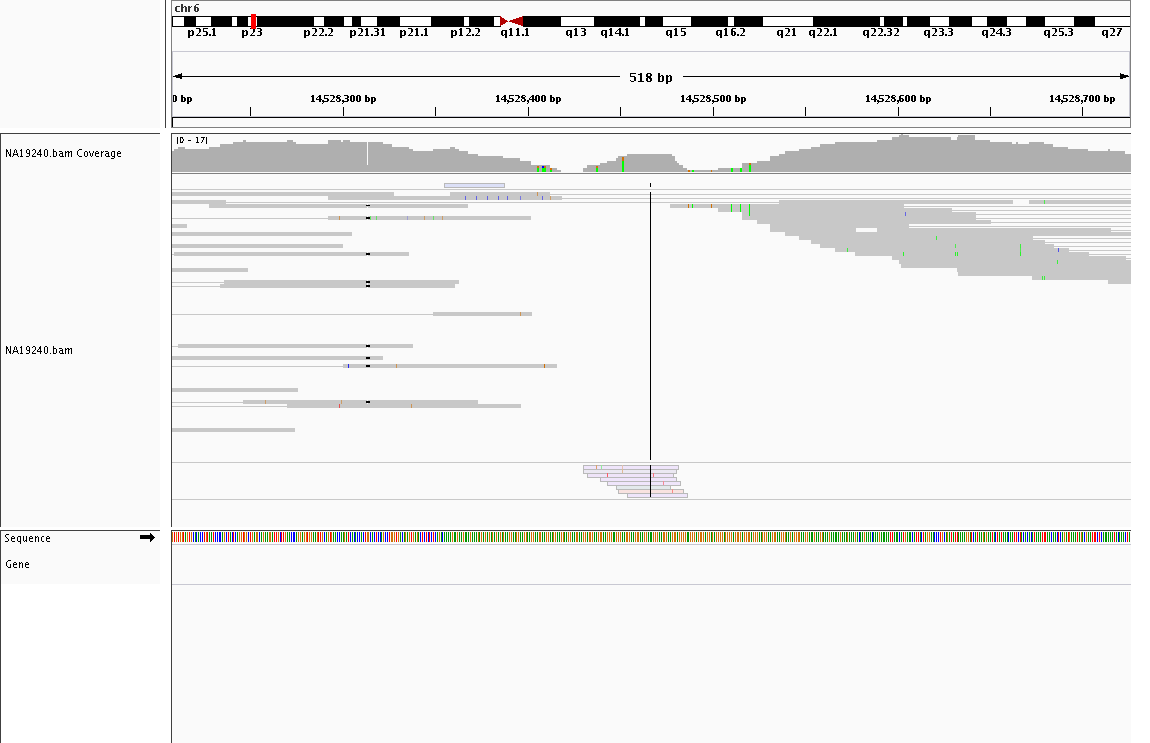 chr6
p25.1 p23 p22.2 p21.31 p21.1 p12.2 q11.1 q13 q14.1 q15 q16.2 q21 q22.1 q22.32 q23.3 q24.3 q25.3 q27
518 bp
0 bp 14,528,300 bp 14,528,400 bp 14,528,500 bp 14,528,600 bp 14,528,700 bp
[0 - 17]
NA19240.bam Coverage
NA19240.bam
Sequence
Gene